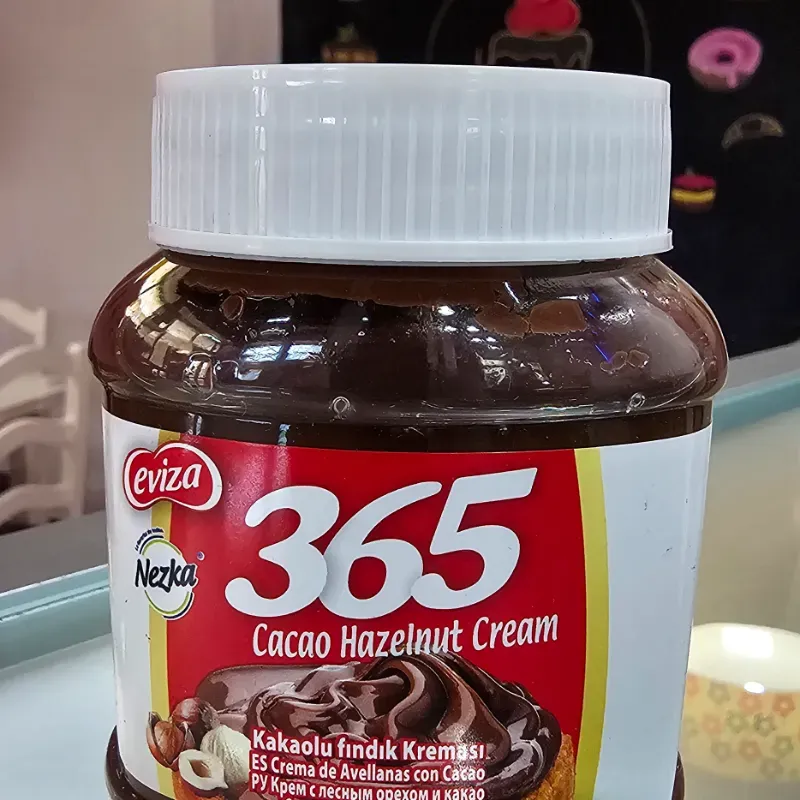 eviza
Nezka
365
Cacao Hazelnut Cream
Kakaolu fındık Kreması
ES Crema de Avellanas con Cacao
РУ Крем с лесным орехом и какао